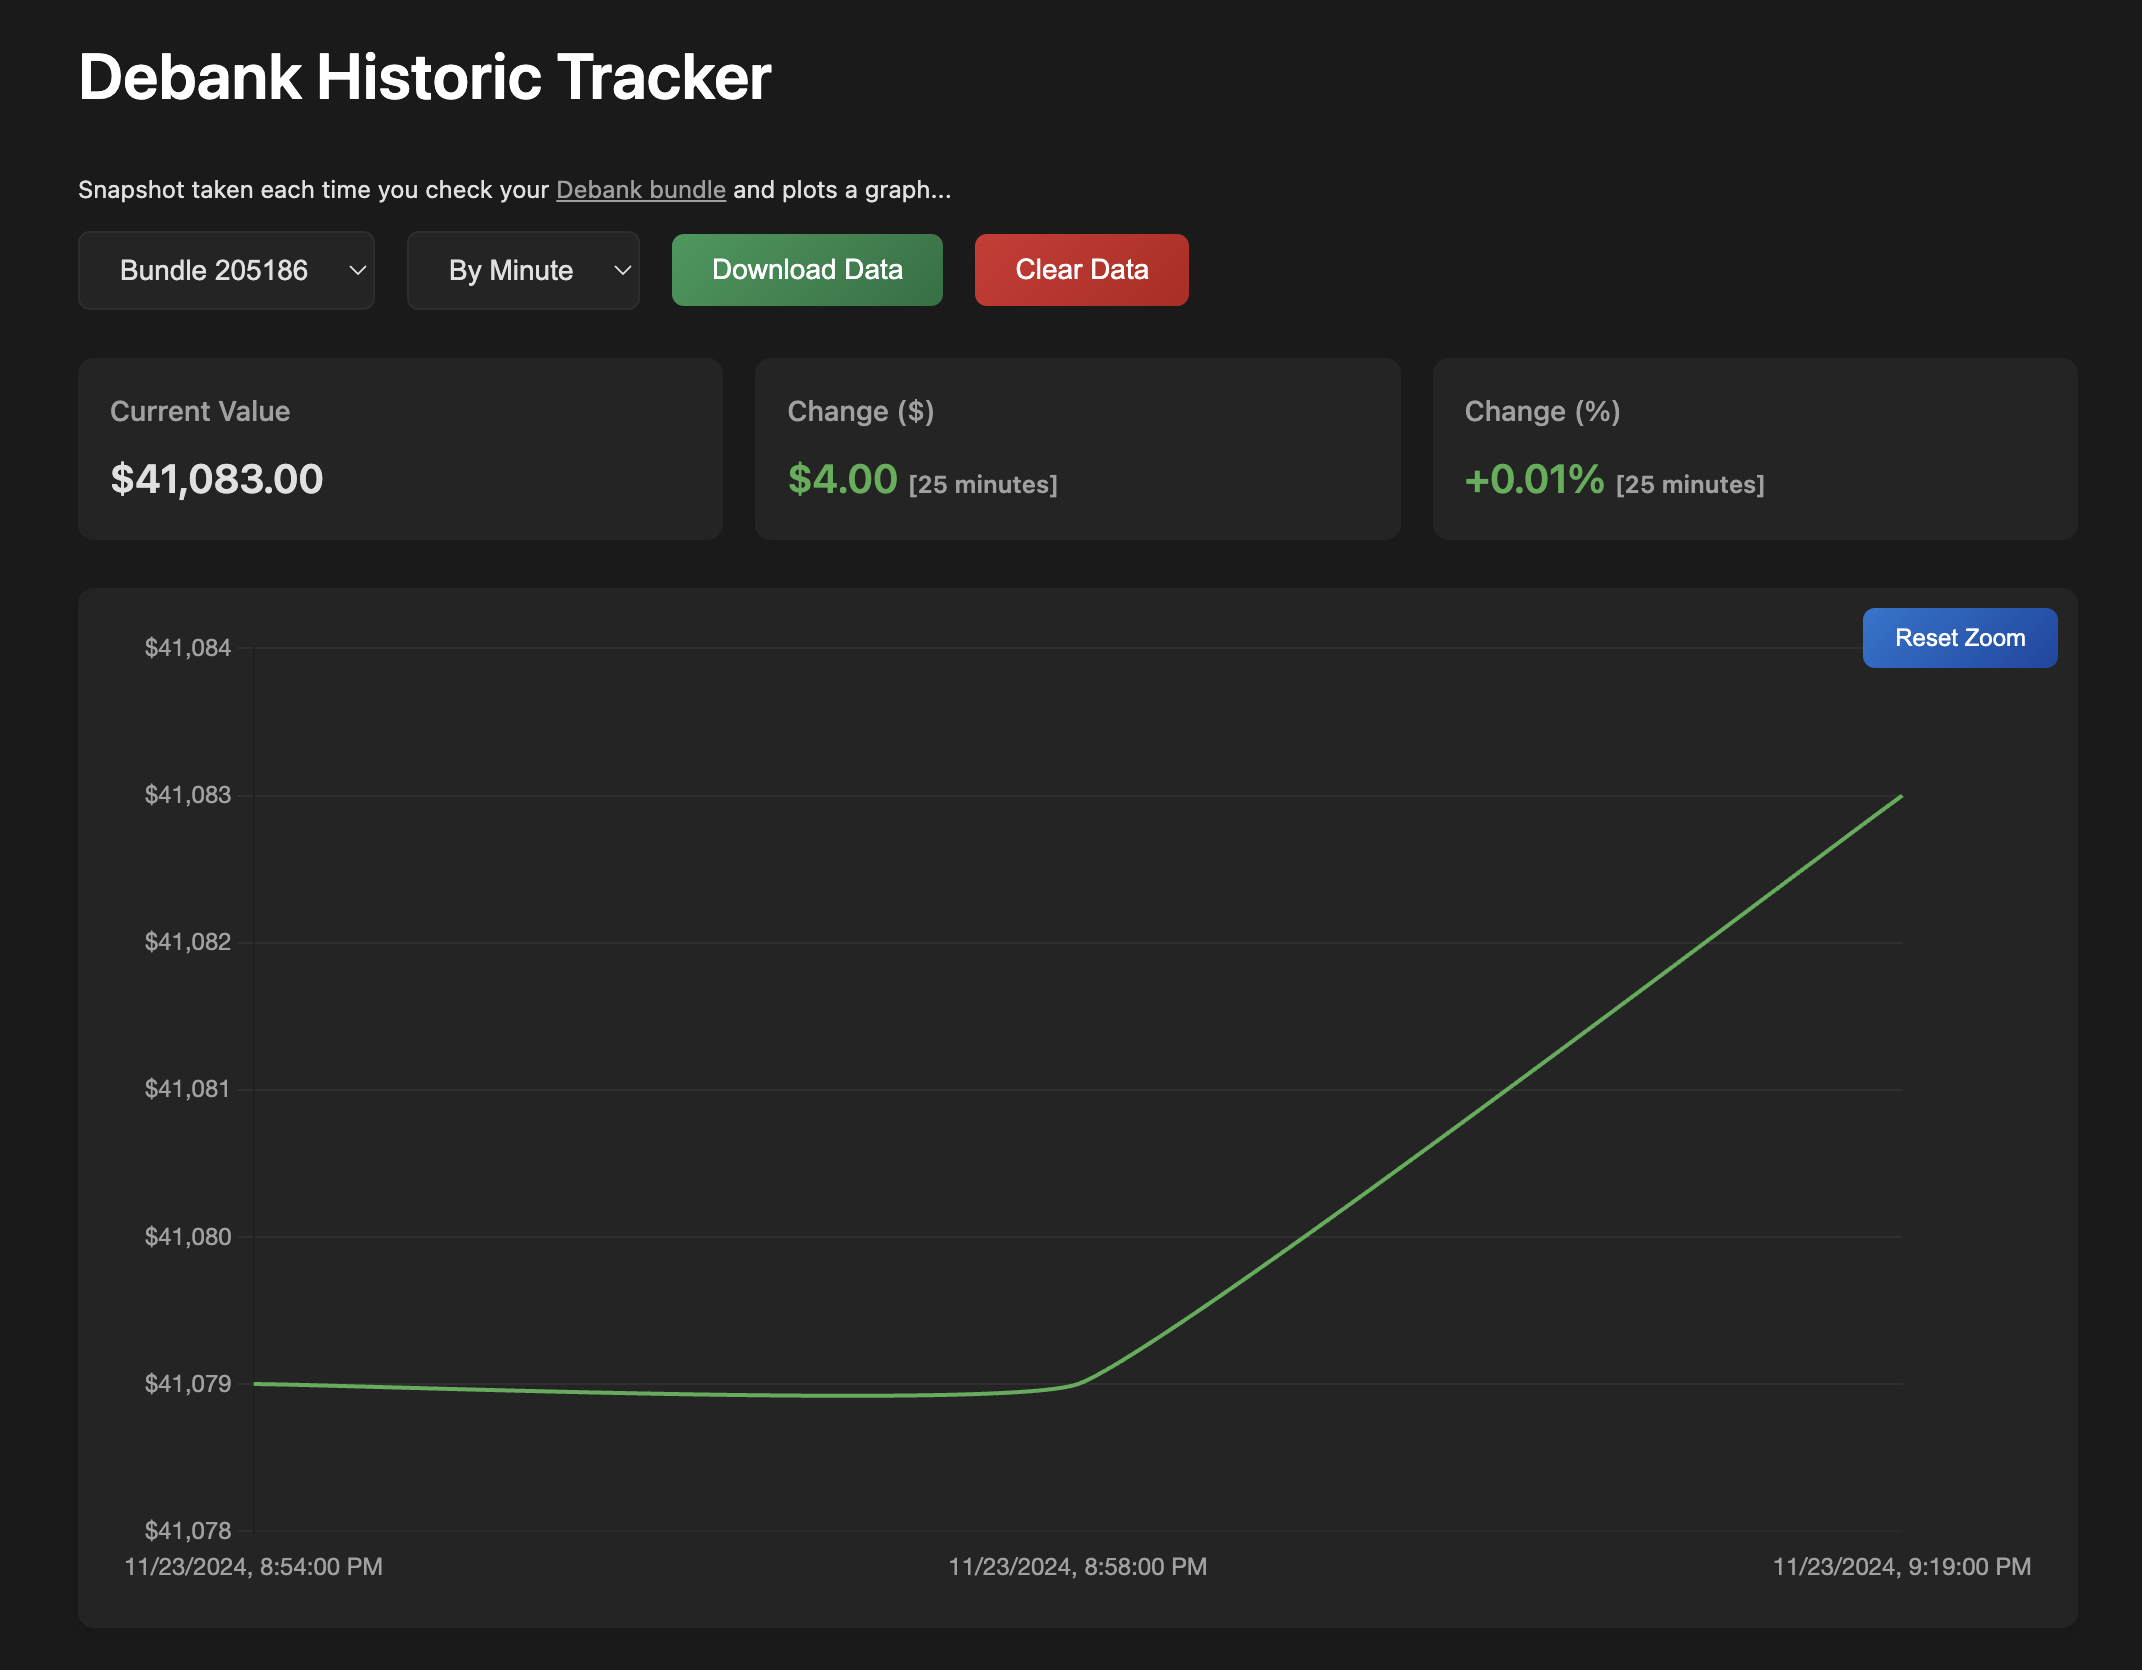 Debank Historic Tracker
Snapshot taken each time you check your Debank bundle and plots a graph...
Bundle 205186
By Minute
Download Data
Clear Data
Current Value
$41,083.00
Change ($)
$4.00 [25 minutes]
Change (%)
+0.01% [25 minutes]
Reset Zoom
$41,084
$41,083
$41,082
$41,081
$41,080
$41,079
$41,078
11/23/2024, 8:54:00 PM
11/23/2024, 8:58:00 PM
11/23/2024, 9:19:00 PM